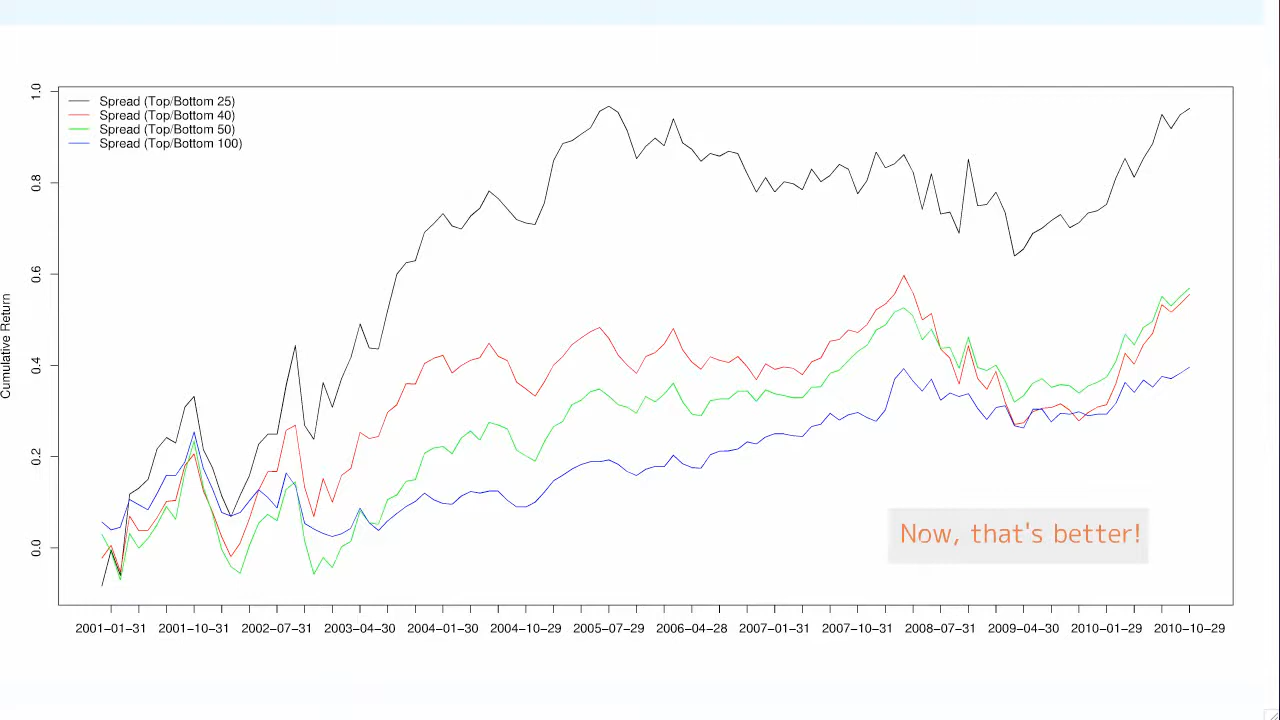 Spread (Top/Bottom 25)
Spread (Top/Bottom 40)
Spread (Top/Bottom 50)
Spread (Top/Bottom 100)
1.0
0.8
0.6
0.4
0.2
0.0
Cumulative Return
Now, that's better!
2001-01-31 2001-10-31 2002-07-31 2003-04-30 2004-01-30 2004-10-29 2005-07-29 2006-04-28 2007-01-31 2007-10-31 2008-07-31 2009-04-30 2010-01-29 2010-10-29